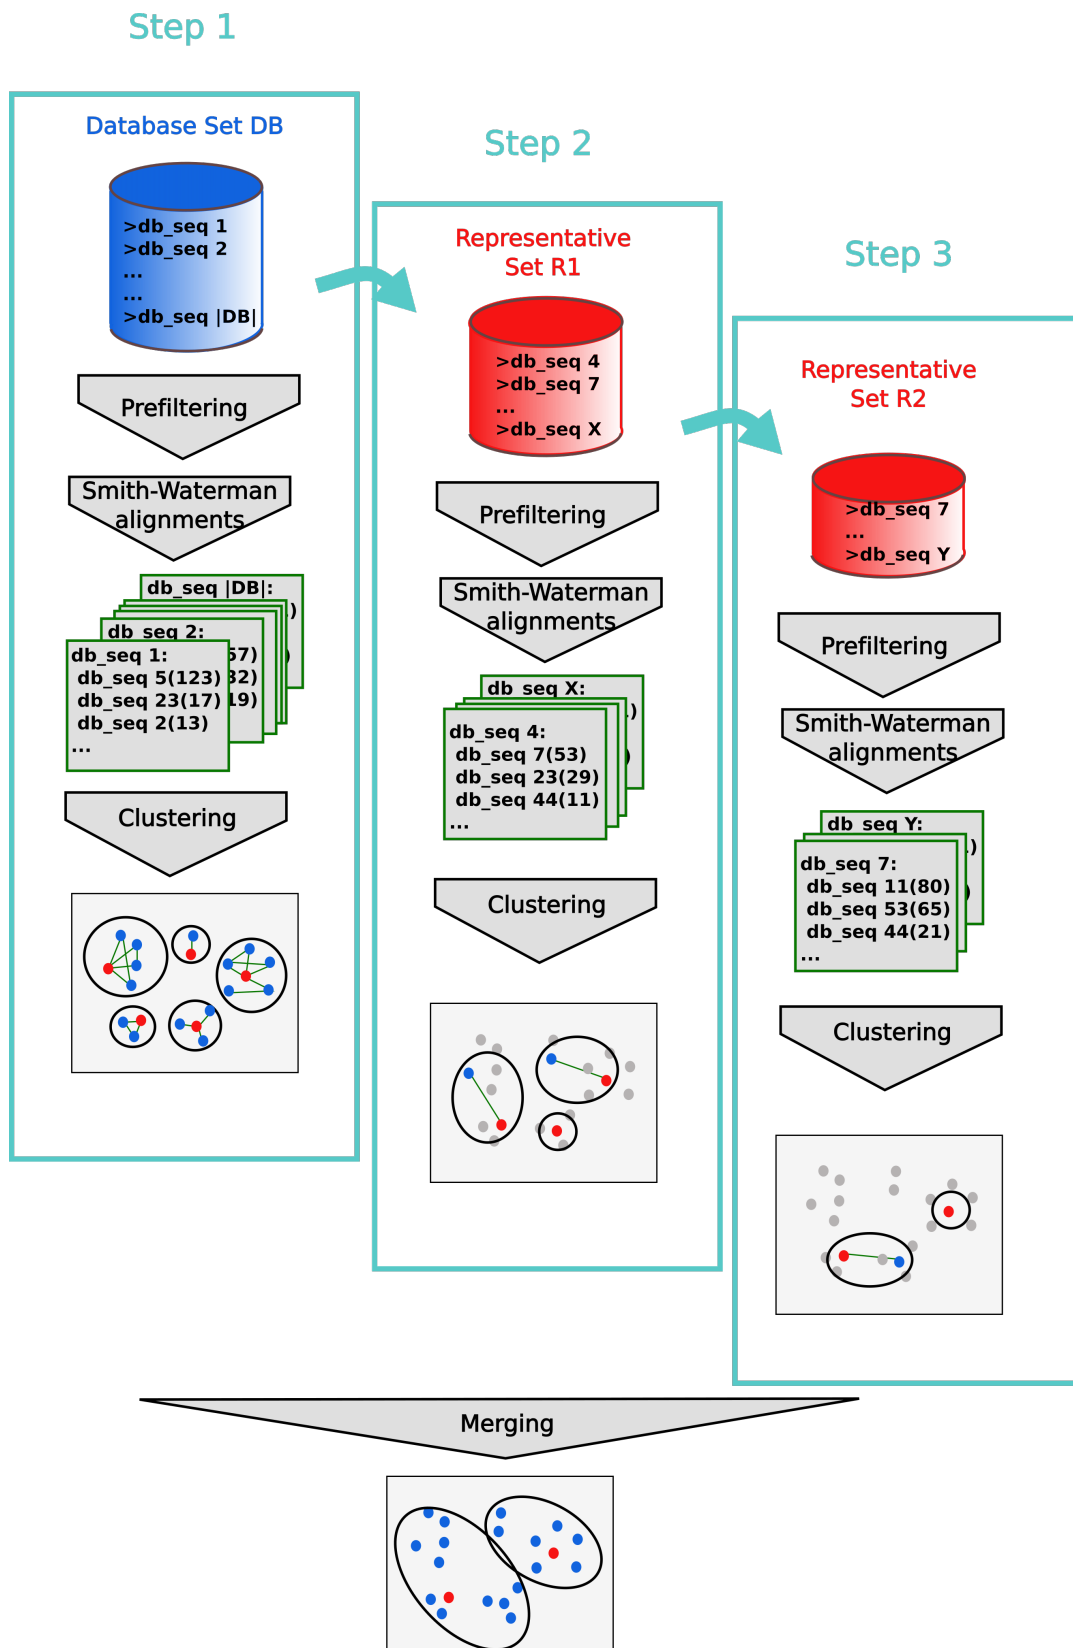 Step 1
Database Set DB
>db_seq 1
>db_seq 2
...
...
>db_seq |DB|
Prefiltering
Smith-Waterman
alignments
db_seq |DB|:
)
db_seq 2:
57)
32)
19)
db_seq 1:
db_seq 5(123)
db_seq 23(17)
db_seq 2(13)
...
Clustering
Step 2
Representative
Set R1
>db_seq 4
>db_seq 7
...
>db_seq X
Prefiltering
Smith-Waterman
alignments
db_seq X:
)
db_seq 4:
db_seq 7(53)
db_seq 23(29)
db_seq 44(11)
...
Clustering
Step 3
Representative
Set R2
>db_seq 7
...
>db_seq Y
Prefiltering
Smith-Waterman
alignments
db_seq Y:
)
db_seq 7:
db_seq 11(80)
db_seq 53(65)
db_seq 44(21)
...
Clustering
Merging